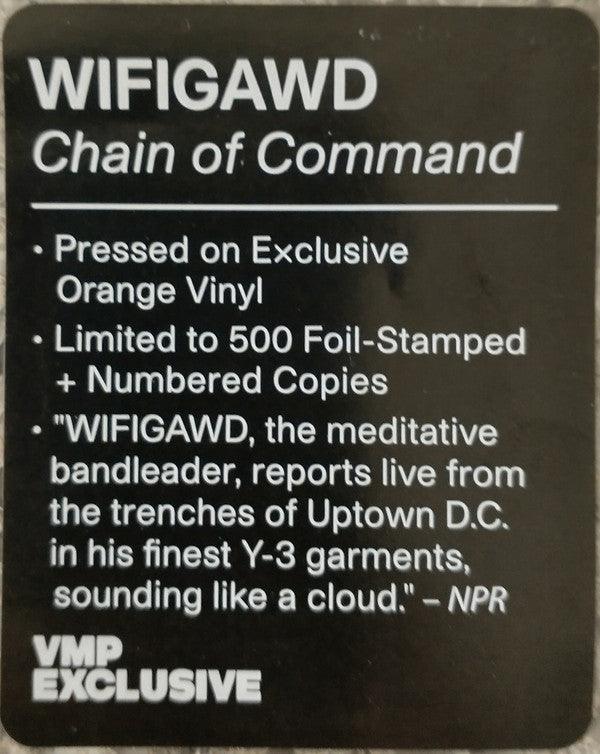 WIFIGAWD
Chain of Command
• Pressed on Exclusive
Orange Vinyl
• Limited to 500 Foil-Stamped
+ Numbered Copies
• "WIFIGAWD, the meditative
bandleader, reports live from
the trenches of Uptown D.C.
in his finest Y-3 garments,
sounding like a cloud." – NPR
VMP
EXCLUSIVE